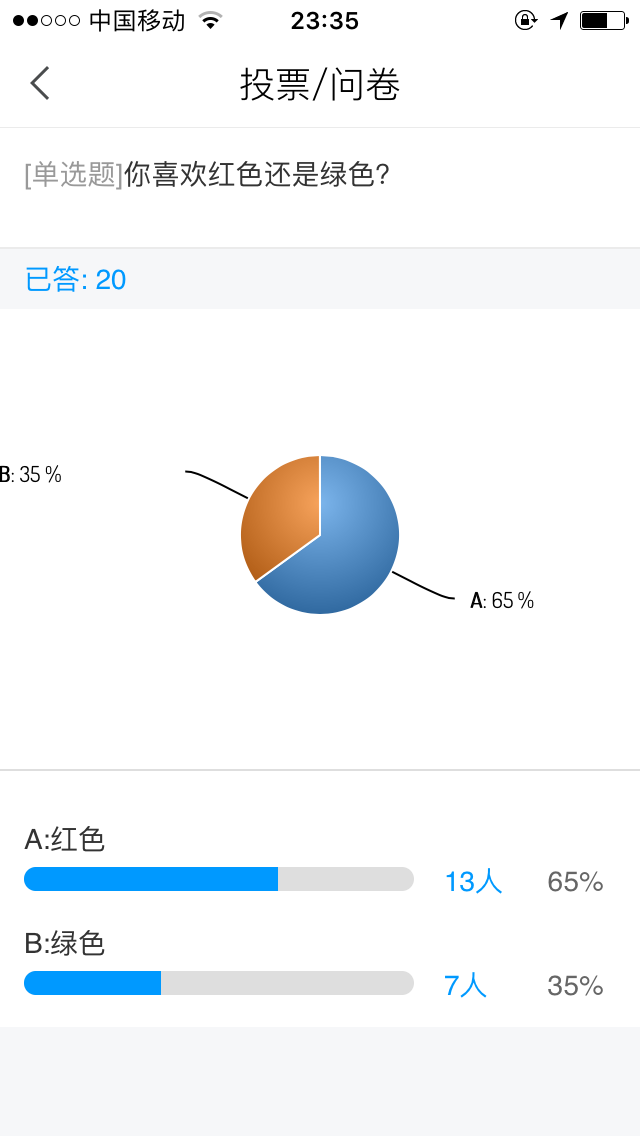 中国移动 23:35
投票/问卷
[单选题]你喜欢红色还是绿色?
已答: 20
B: 35 %
A: 65 %
A:红色
13人 65%
B:绿色
7人 35%